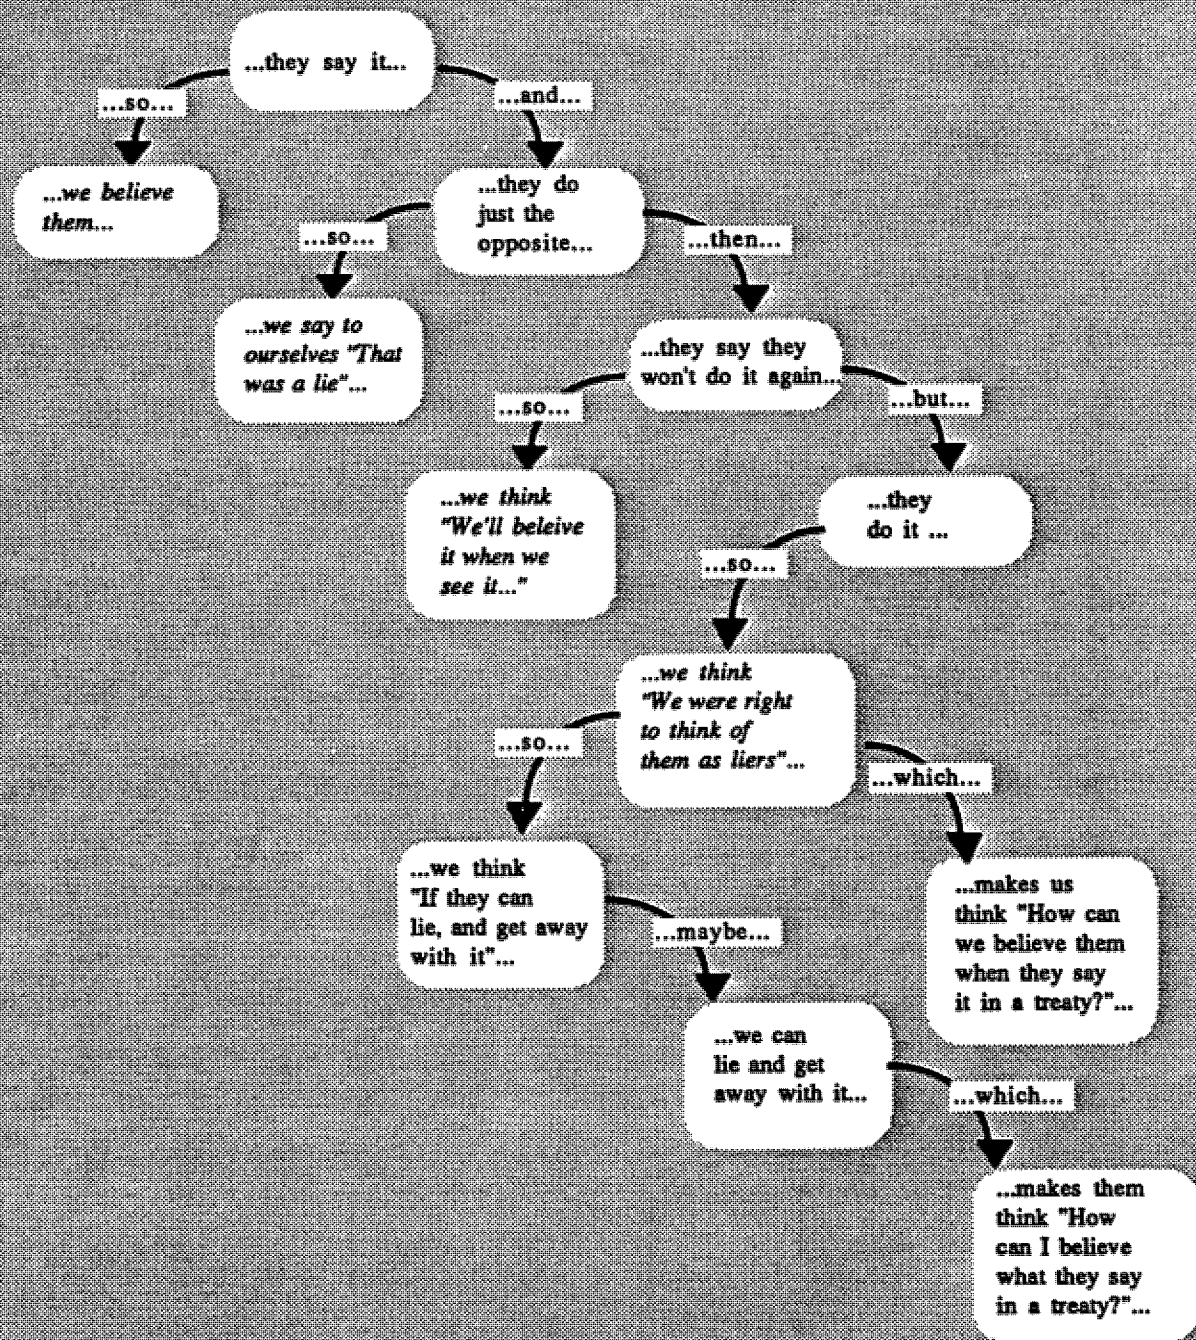 ...they say it...
...so...
...and...
...we believe
them...
...they do
just the
opposite...
...so...
...then...
...we say to
ourselves "That
was a lie"...
...they say they
won't do it again...
...so...
...but...
...we think
"We'll beleive
it when we
see it..."
...they
do it ...
...so...
...we think
"We were right
to think of
them as liers"...
...so...
...which...
...we think
"If they can
lie, and get away
with it"...
...maybe...
...makes us
think "How can
we believe them
when they say
it in a treaty?"...
...we can
lie and get
away with it...
...which...
...makes them
think "How
can I believe
what they say
in a treaty?"...